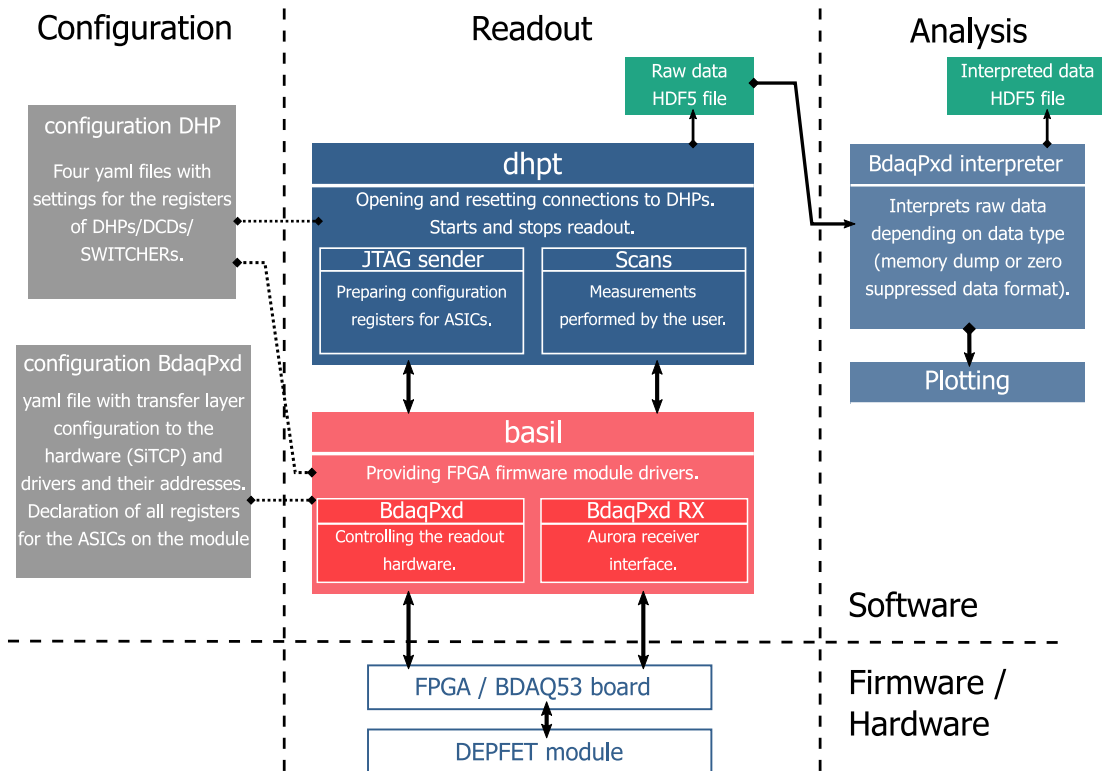 Configuration
Readout
Analysis
Raw data
HDF5 file
Interpreted data
HDF5 file
configuration DHP
Four yaml files with
settings for the registers
of DHPs/DCDs/
SWITCHERs.
configuration BdaqPxd
yaml file with transfer layer
configuration to the
hardware (SiTCP) and
drivers and their addresses.
Declaration of all registers
for the ASICs on the module
dhpt
Opening and resetting connections to DHPs.
Starts and stops readout.
JTAG sender
Preparing configuration
registers for ASICs.
Scans
Measurements
performed by the user.
basil
Providing FPGA firmware module drivers.
BdaqPxd
Controlling the readout
hardware.
BdaqPxd RX
Aurora receiver
interface.
BdaqPxd interpreter
Interprets raw data
depending on data type
(memory dump or zero
suppressed data format).
Plotting
Software
Firmware /
Hardware
FPGA / BDAQ53 board
DEPFET module